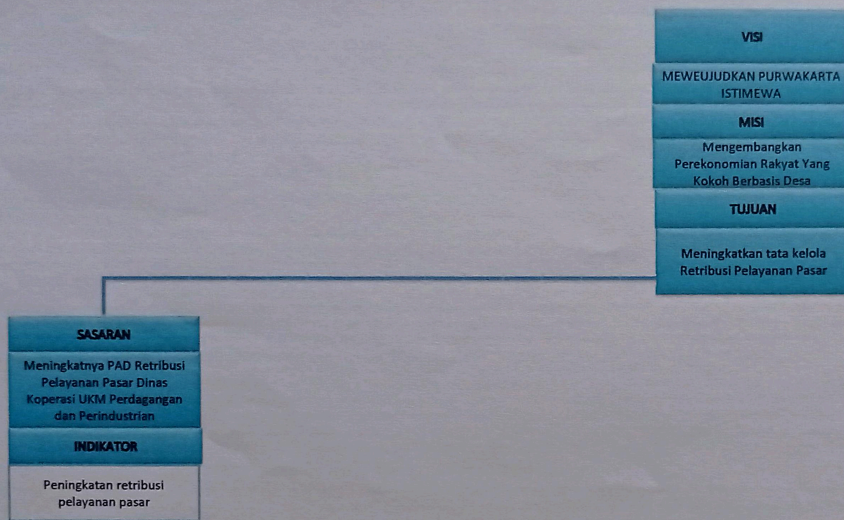 VISI
MEWEUJUDKAN PURWAKARTA
ISTIMEWA
MISI
Mengembangkan
Perekonomian Rakyat Yang
Kokoh Berbasis Desa
TUJUAN
Meningkatkan tata kelola
Retribusi Pelayanan Pasar
SASARAN
Meningkatnya PAD Retribusi
Pelayanan Pasar Dinas
Koperasi UKM Perdagangan
dan Perindustrian
INDIKATOR
Peningkatan retribusi
pelayanan pasar